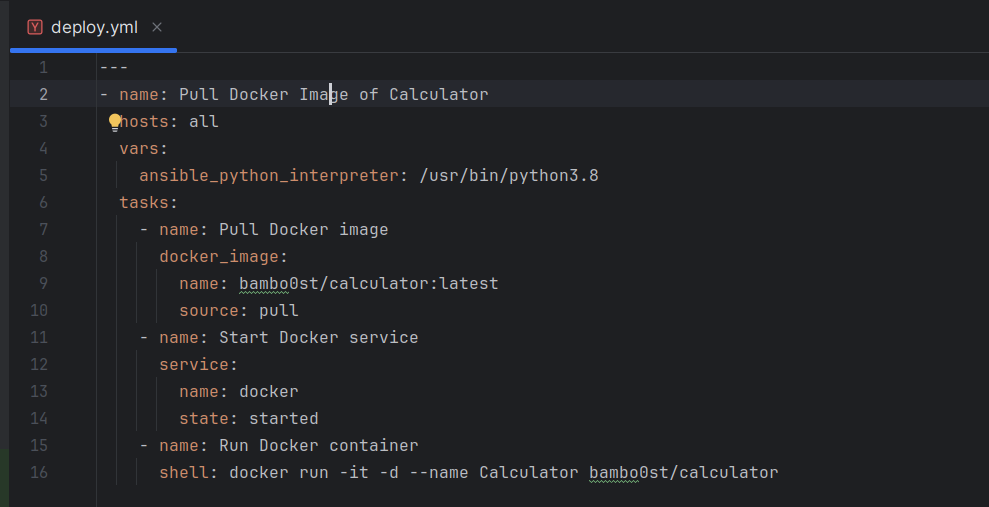 deploy.yml
1 ---
2 - name: Pull Docker Image of Calculator
3 hosts: all
4 vars:
5 ansible_python_interpreter: /usr/bin/python3.8
6 tasks:
7 - name: Pull Docker image
8 docker_image:
9 name: bambo0st/calculator:latest
10 source: pull
11 - name: Start Docker service
12 service:
13 name: docker
14 state: started
15 - name: Run Docker container
16 shell: docker run -it -d --name Calculator bambo0st/calculator